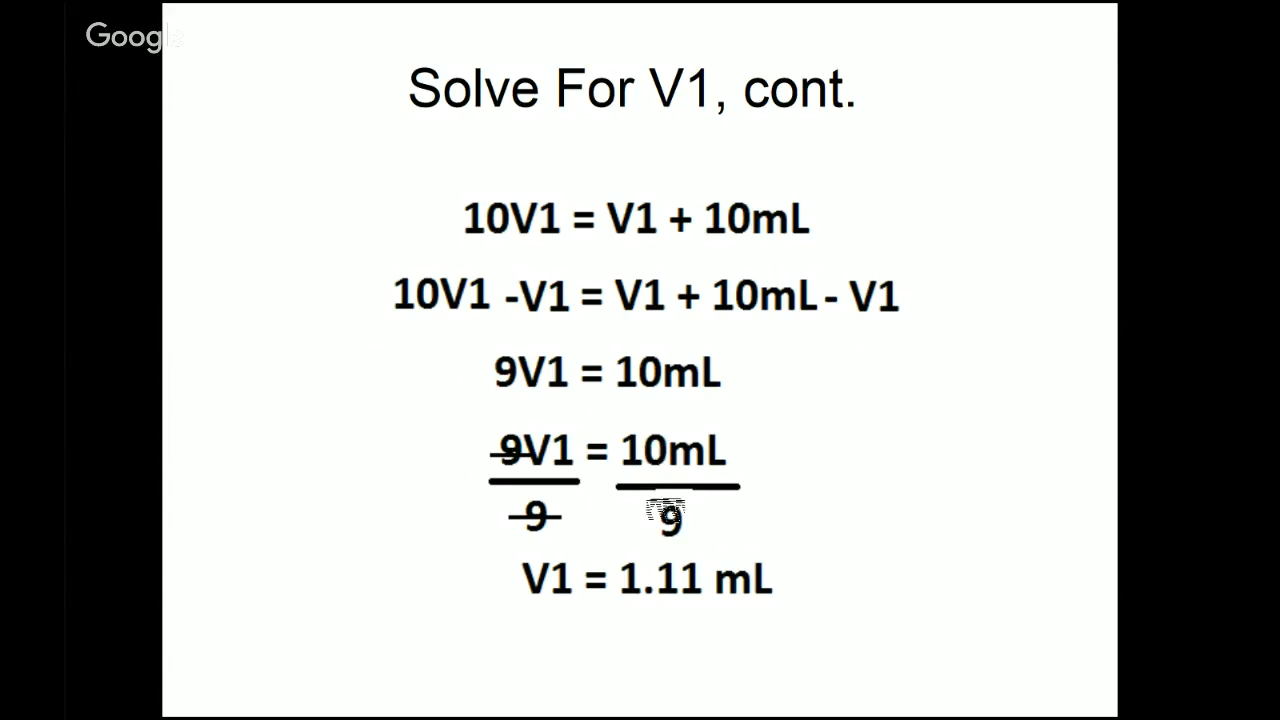 Google
Solve For V1, cont.
10V1 = V1 + 10mL
10V1 -V1 = V1 + 10mL - V1
9V1 = 10mL
9V1 = 10mL
9 9
V1 = 1.11 mL